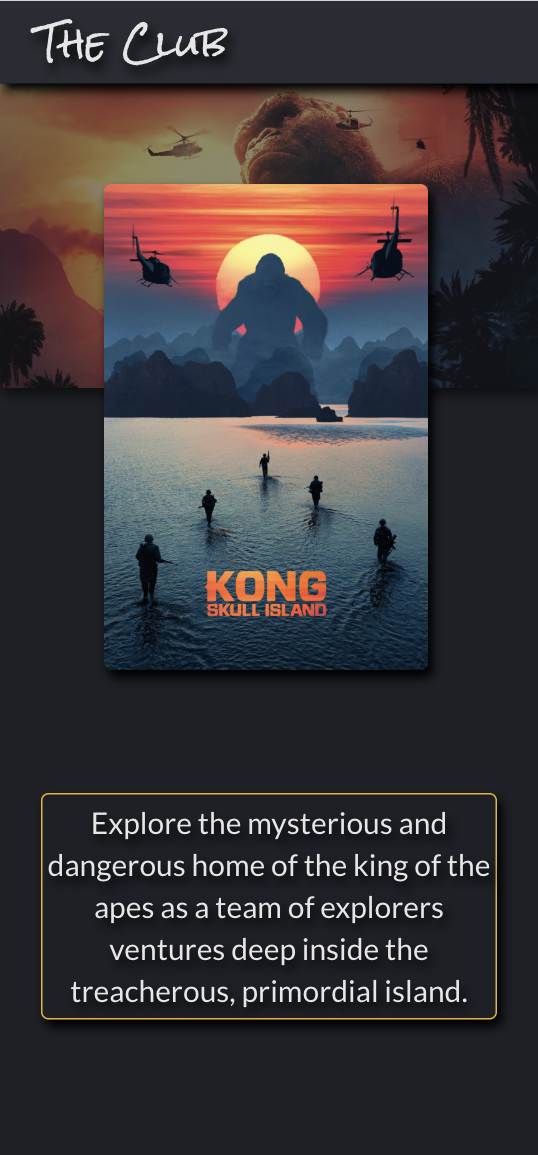 The Club
KONG
SKULL ISLAND
Explore the mysterious and
dangerous home of the king of the
apes as a team of explorers
ventures deep inside the
treacherous, primordial island.